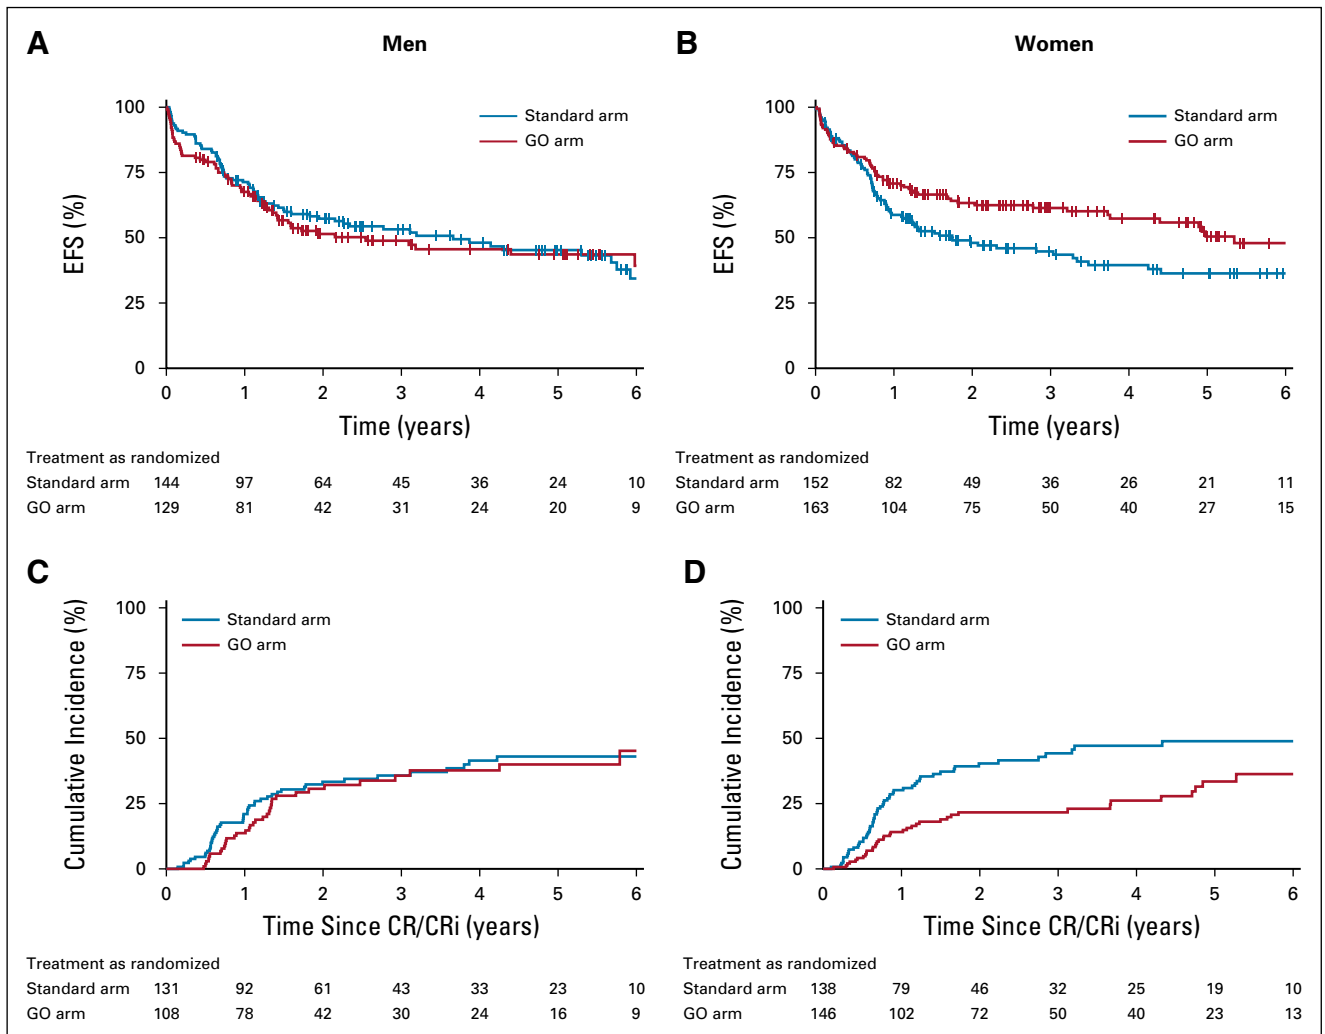 A
Men
EFS (%)
100
75
50
25
0
Standard arm
GO arm
0 1 2 3 4 5 6
Time (years)
Treatment as randomized
Standard arm 144 97 64 45 36 24 10
GO arm 129 81 42 31 24 20 9
B
Women
EFS (%)
100
75
50
25
0
Standard arm
GO arm
0 1 2 3 4 5 6
Time (years)
Treatment as randomized
Standard arm 152 82 49 36 26 21 11
GO arm 163 104 75 50 40 27 15
C
Cumulative Incidence (%)
100
75
50
25
0
Standard arm
GO arm
0 1 2 3 4 5 6
Time Since CR/CRi (years)
Treatment as randomized
Standard arm 131 92 61 43 33 23 10
GO arm 108 78 42 30 24 16 9
D
Cumulative Incidence (%)
100
75
50
25
0
Standard arm
GO arm
0 1 2 3 4 5 6
Time Since CR/CRi (years)
Treatment as randomized
Standard arm 138 79 46 32 25 19 10
GO arm 146 102 72 50 40 23 13